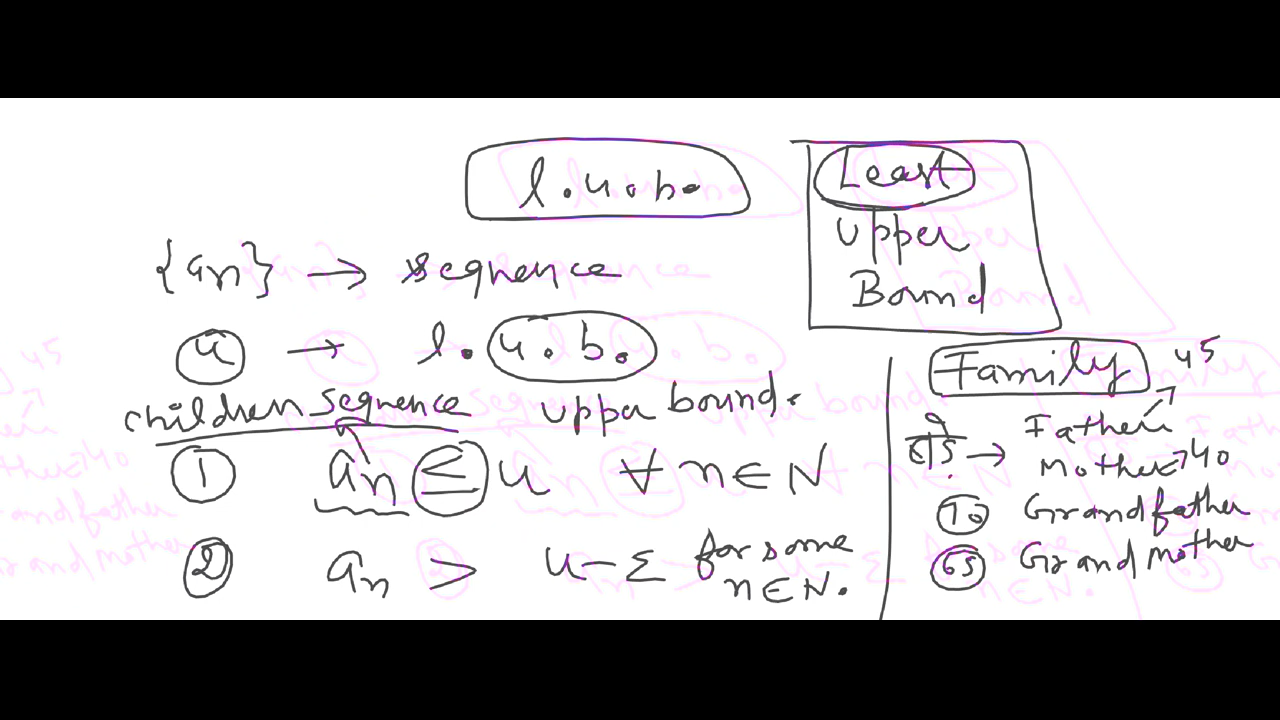 l.u.b.
Least
Upper
Bound
{an} → sequence
u → l.u.b.
children sequence upper bound.
① an ≤ u ∀ n ∈ N
② an > u-Σ for some
n ∈ N.
Family 45
→ Father
Mother → 40
70 Grandfather
65 Grandmother